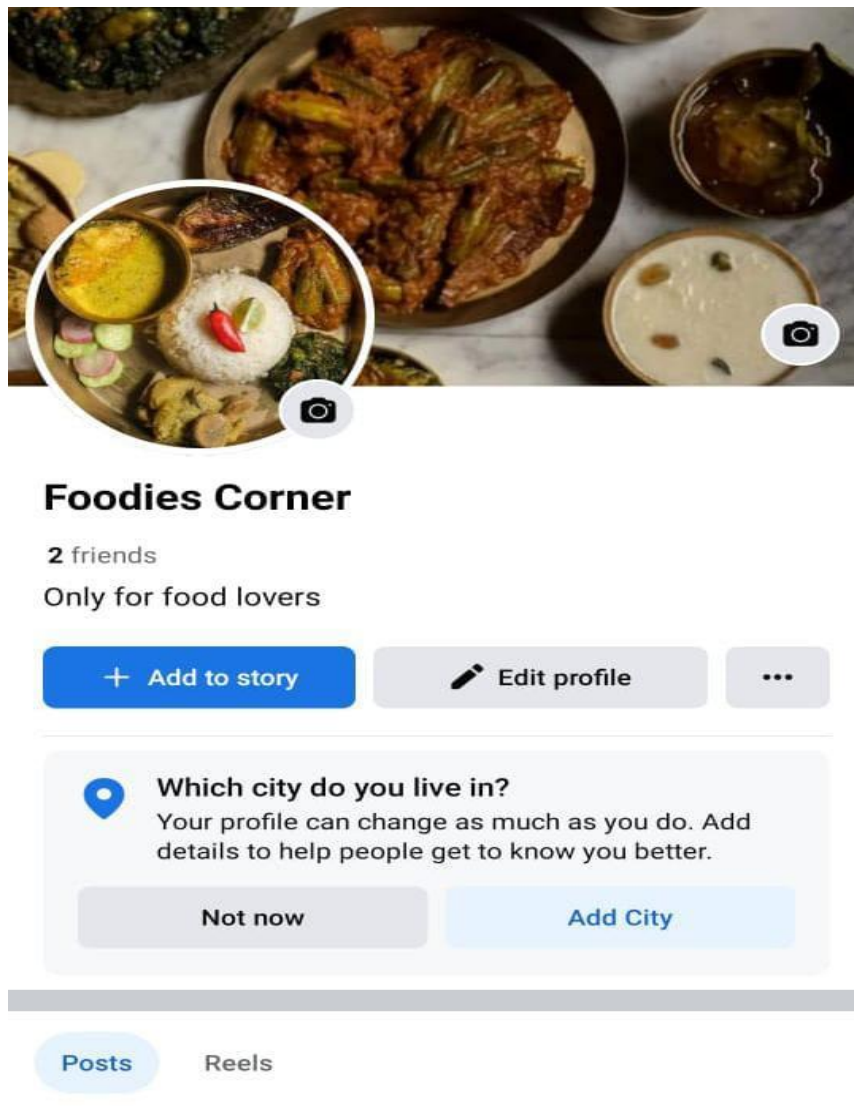 Foodies Corner
2 friends
Only for food lovers
+ Add to story
Edit profile
Which city do you live in?
Your profile can change as much as you do. Add
details to help people get to know you better.
Not now
Add City
Posts
Reels